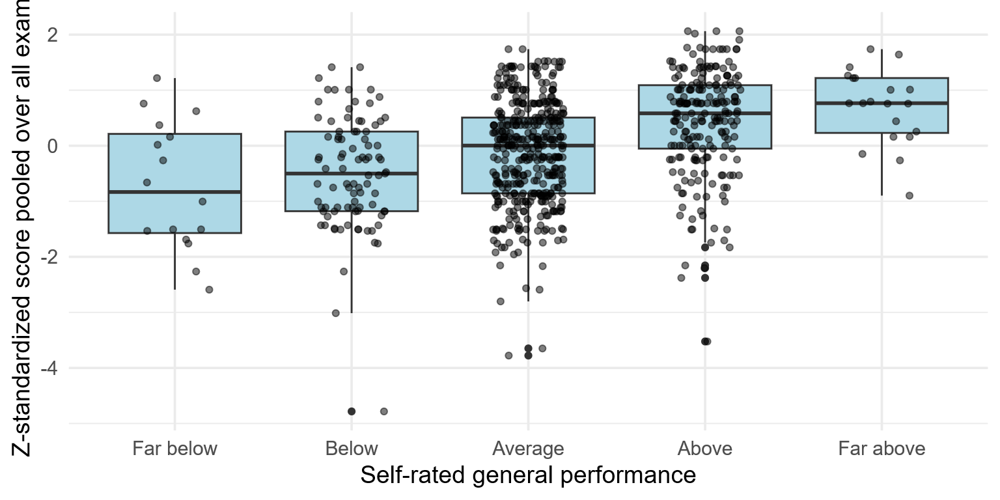 Z-standardized score pooled over all exam
2
0
-2
-4
Far below
Below
Average
Above
Far above
Self-rated general performance